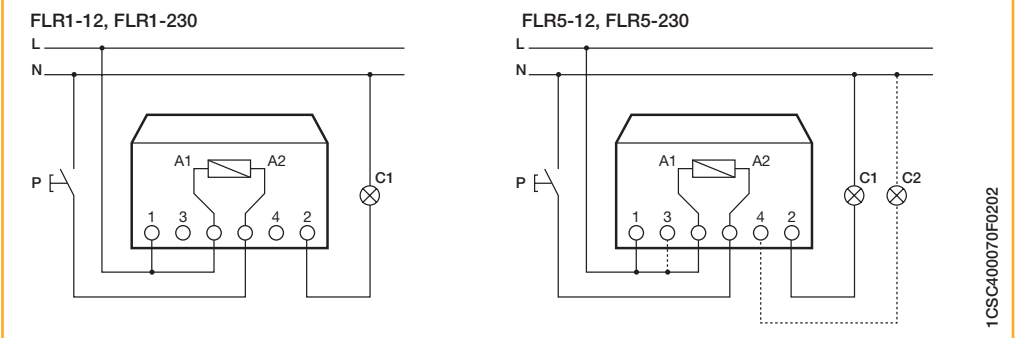 FLR1-12, FLR1-230
L
N
A1 A2
P
C1
1 3 4 2
FLR5-12, FLR5-230
L
N
A1 A2
P
C1 C2
1 3 4 2
1CSC400070F0202